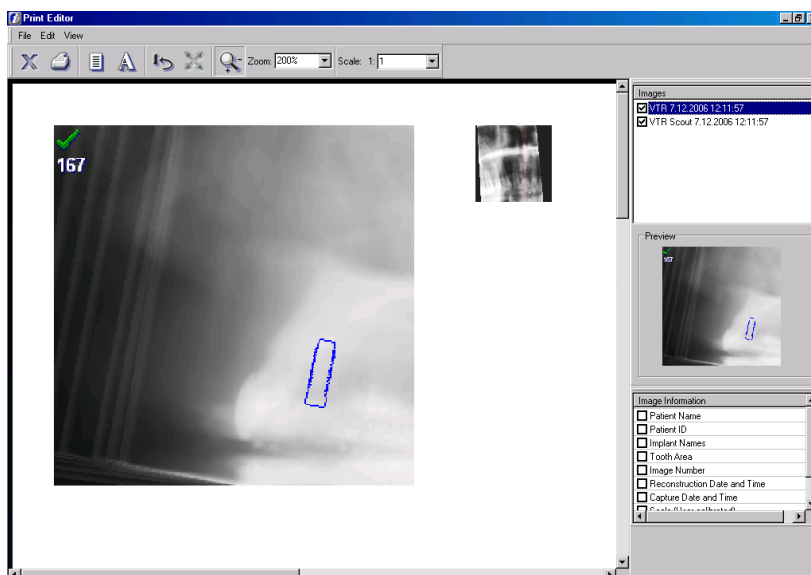 Print Editor
File Edit View
Zoom: 200% Scale: 1: 1
Images
VTR 7.12.2006 12:11:57
VTR Scout 7.12.2006 12:11:57
167
Preview
167
Image Information
Patient Name
Patient ID
Implant Names
Tooth Area
Image Number
Reconstruction Date and Time
Capture Date and Time